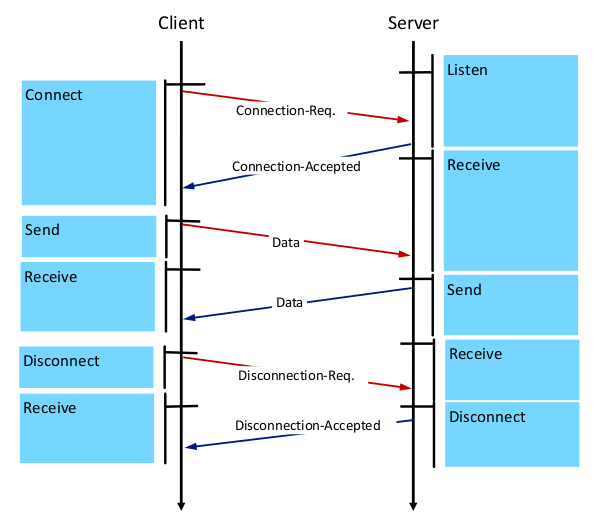 Client
Server
Listen
Connect
Connection-Req.
Connection-Accepted
Receive
Send
Data
Receive
Send
Data
Disconnect
Receive
Disconnection-Req.
Receive
Disconnect
Disconnection-Accepted